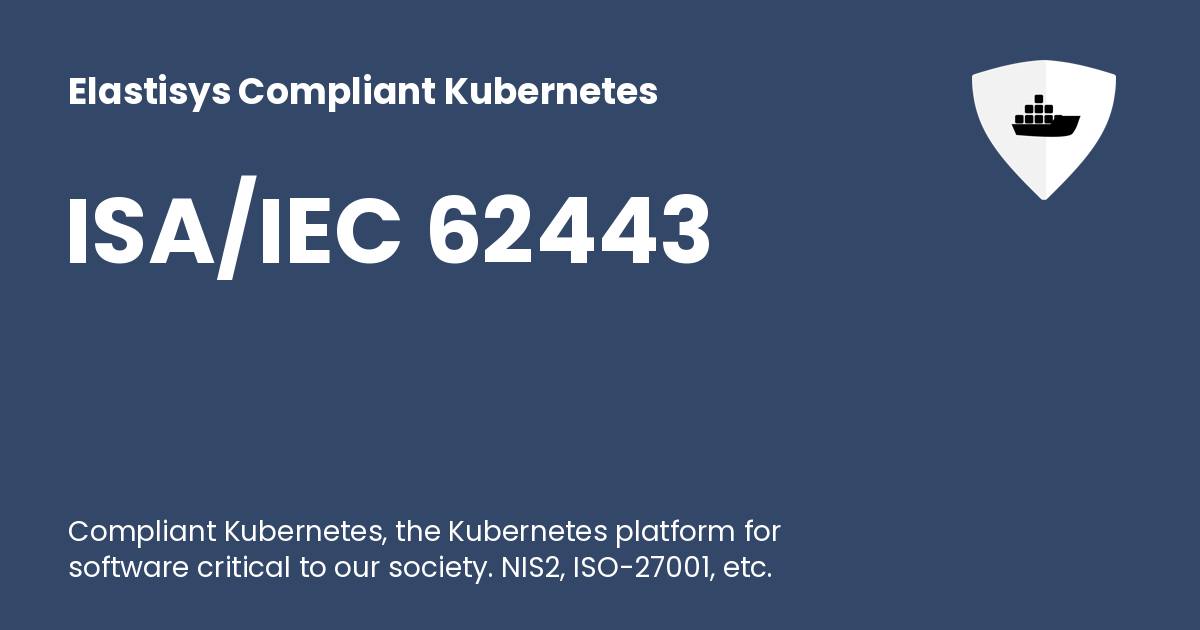 Elastisys Compliant Kubernetes
ISA/IEC 62443
Compliant Kubernetes, the Kubernetes platform for
software critical to our society. NIS2, ISO-27001, etc.